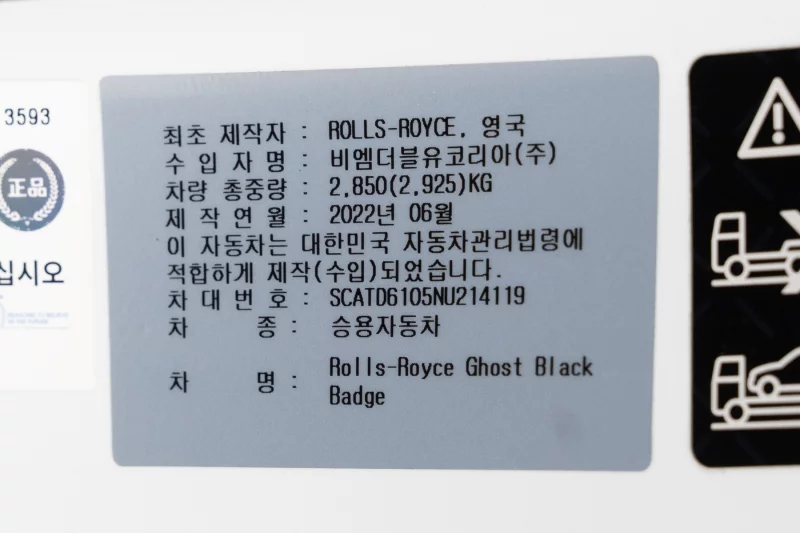 3593
正品
십시오
최초 제작자 : ROLLS-ROYCE, 영국
수 입 자 명 : 비엠더블유코리아(주)
차량 총중량 : 2,850(2,925)KG
제 작 연 월 : 2022년 06월
이 자동차는 대한민국 자동차관리법령에
적합하게 제작(수입)되었습니다.
차 대 번 호 : SCATD6105NU214119
차 종 : 승용자동차
차 명 : Rolls-Royce Ghost Black
Badge